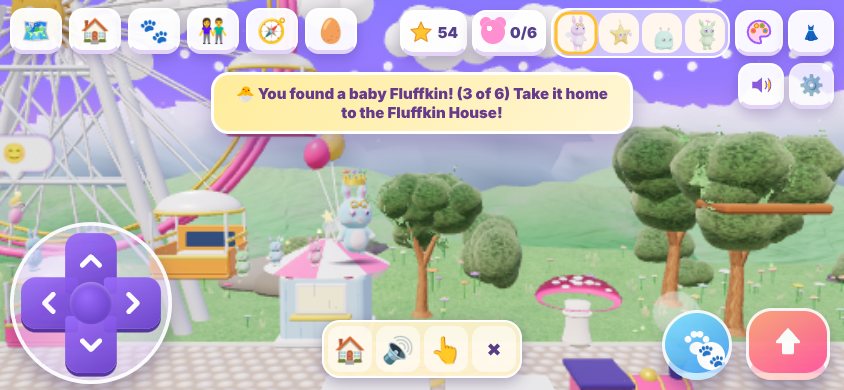 54
0/6
🐣 You found a baby Fluffkin! (3 of 6) Take it home
to the Fluffkin House!